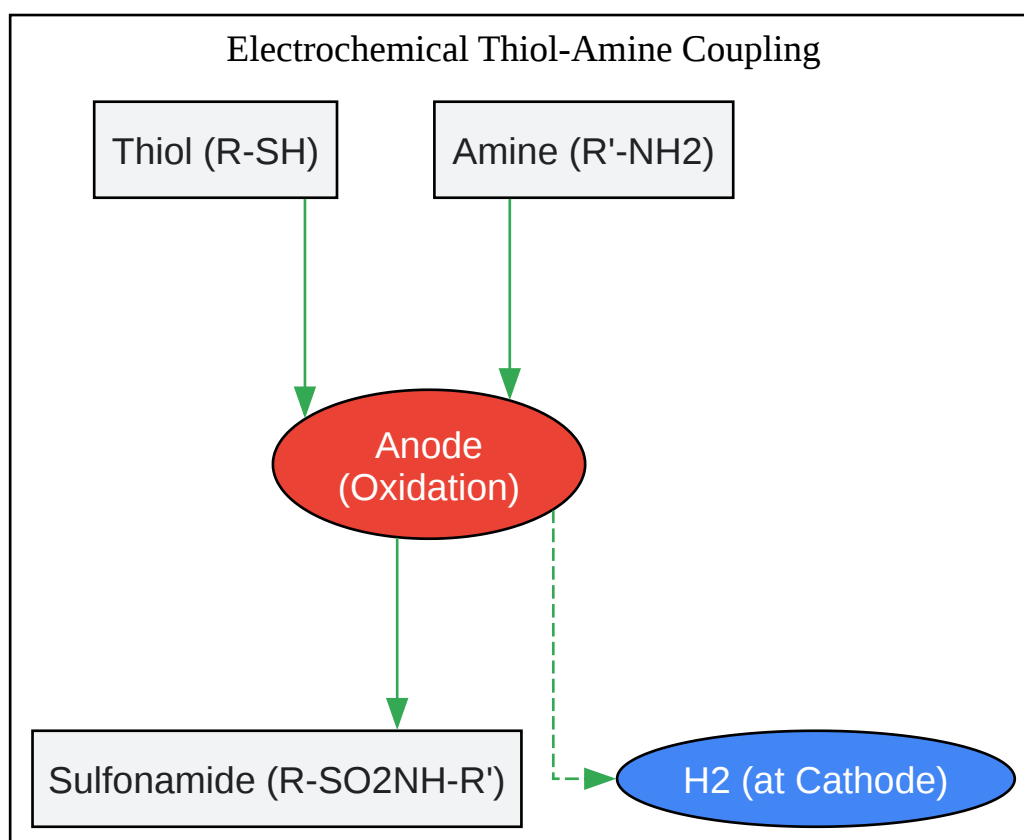 Electrochemical Thiol-Amine Coupling
Thiol (R-SH)
Amine (R'-NH2)
Anode
(Oxidation)
Sulfonamide (R-SO2NH-R')
H2 (at Cathode)